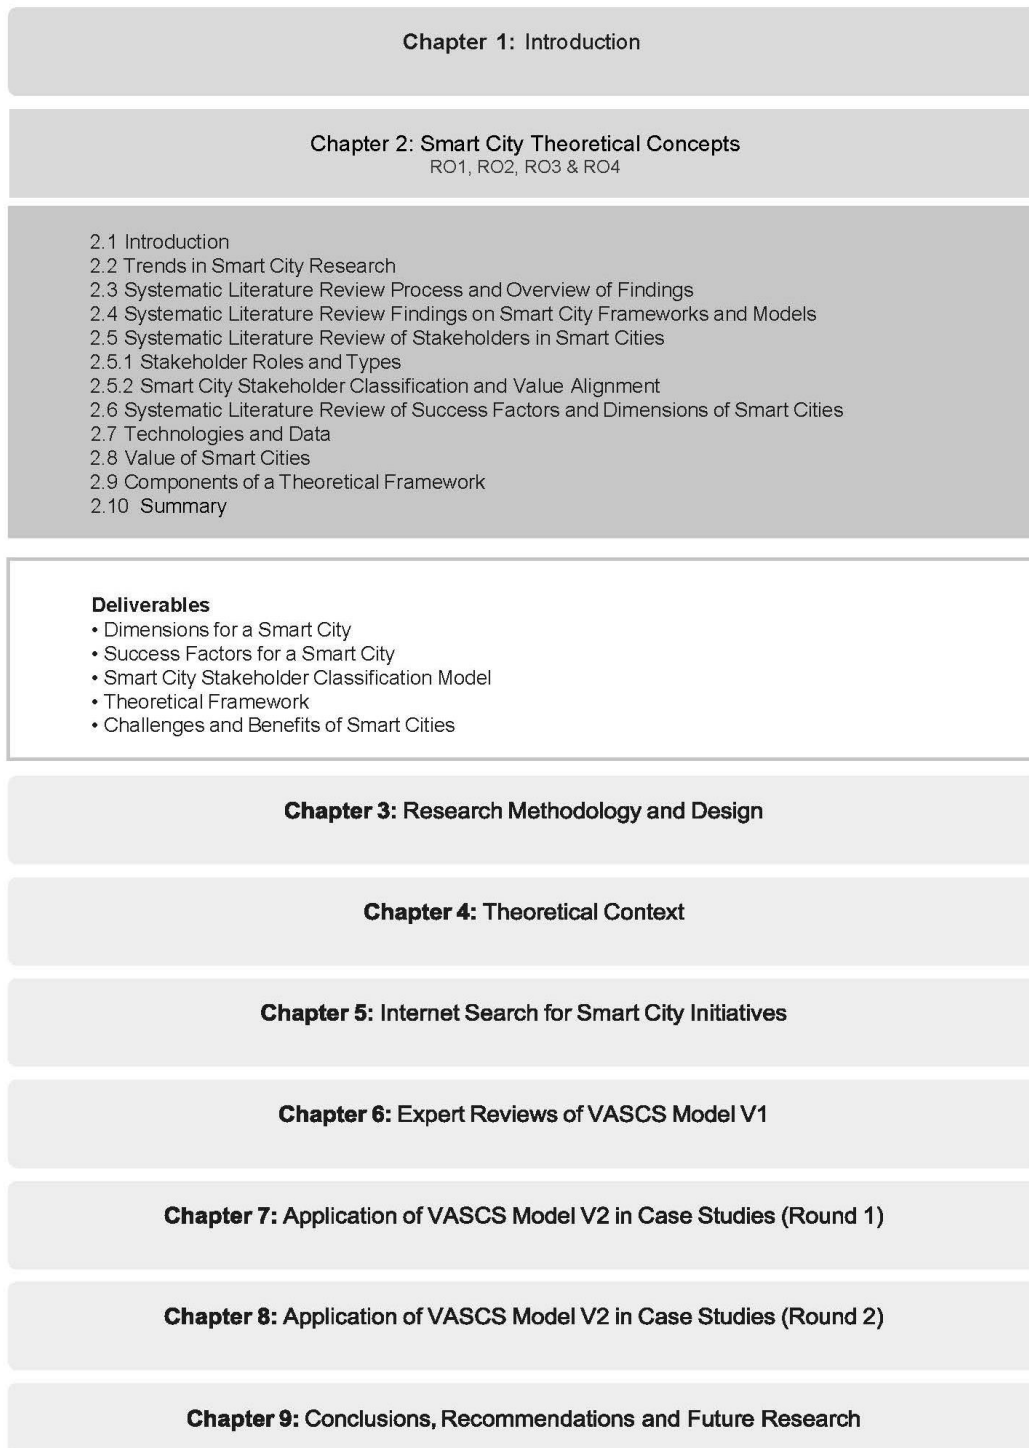 Chapter 1: Introduction
Chapter 2: Smart City Theoretical Concepts
RO1, RO2, RO3 & RO4
2.1 Introduction
2.2 Trends in Smart City Research
2.3 Systematic Literature Review Process and Overview of Findings
2.4 Systematic Literature Review Findings on Smart City Frameworks and Models
2.5 Systematic Literature Review of Stakeholders in Smart Cities
2.5.1 Stakeholder Roles and Types
2.5.2 Smart City Stakeholder Classification and Value Alignment
2.6 Systematic Literature Review of Success Factors and Dimensions of Smart Cities
2.7 Technologies and Data
2.8 Value of Smart Cities
2.9 Components of a Theoretical Framework
2.10 Summary
Deliverables
• Dimensions for a Smart City
• Success Factors for a Smart City
• Smart City Stakeholder Classification Model
• Theoretical Framework
• Challenges and Benefits of Smart Cities
Chapter 3: Research Methodology and Design
Chapter 4: Theoretical Context
Chapter 5: Internet Search for Smart City Initiatives
Chapter 6: Expert Reviews of VASCS Model V1
Chapter 7: Application of VASCS Model V2 in Case Studies (Round 1)
Chapter 8: Application of VASCS Model V2 in Case Studies (Round 2)
Chapter 9: Conclusions, Recommendations and Future Research